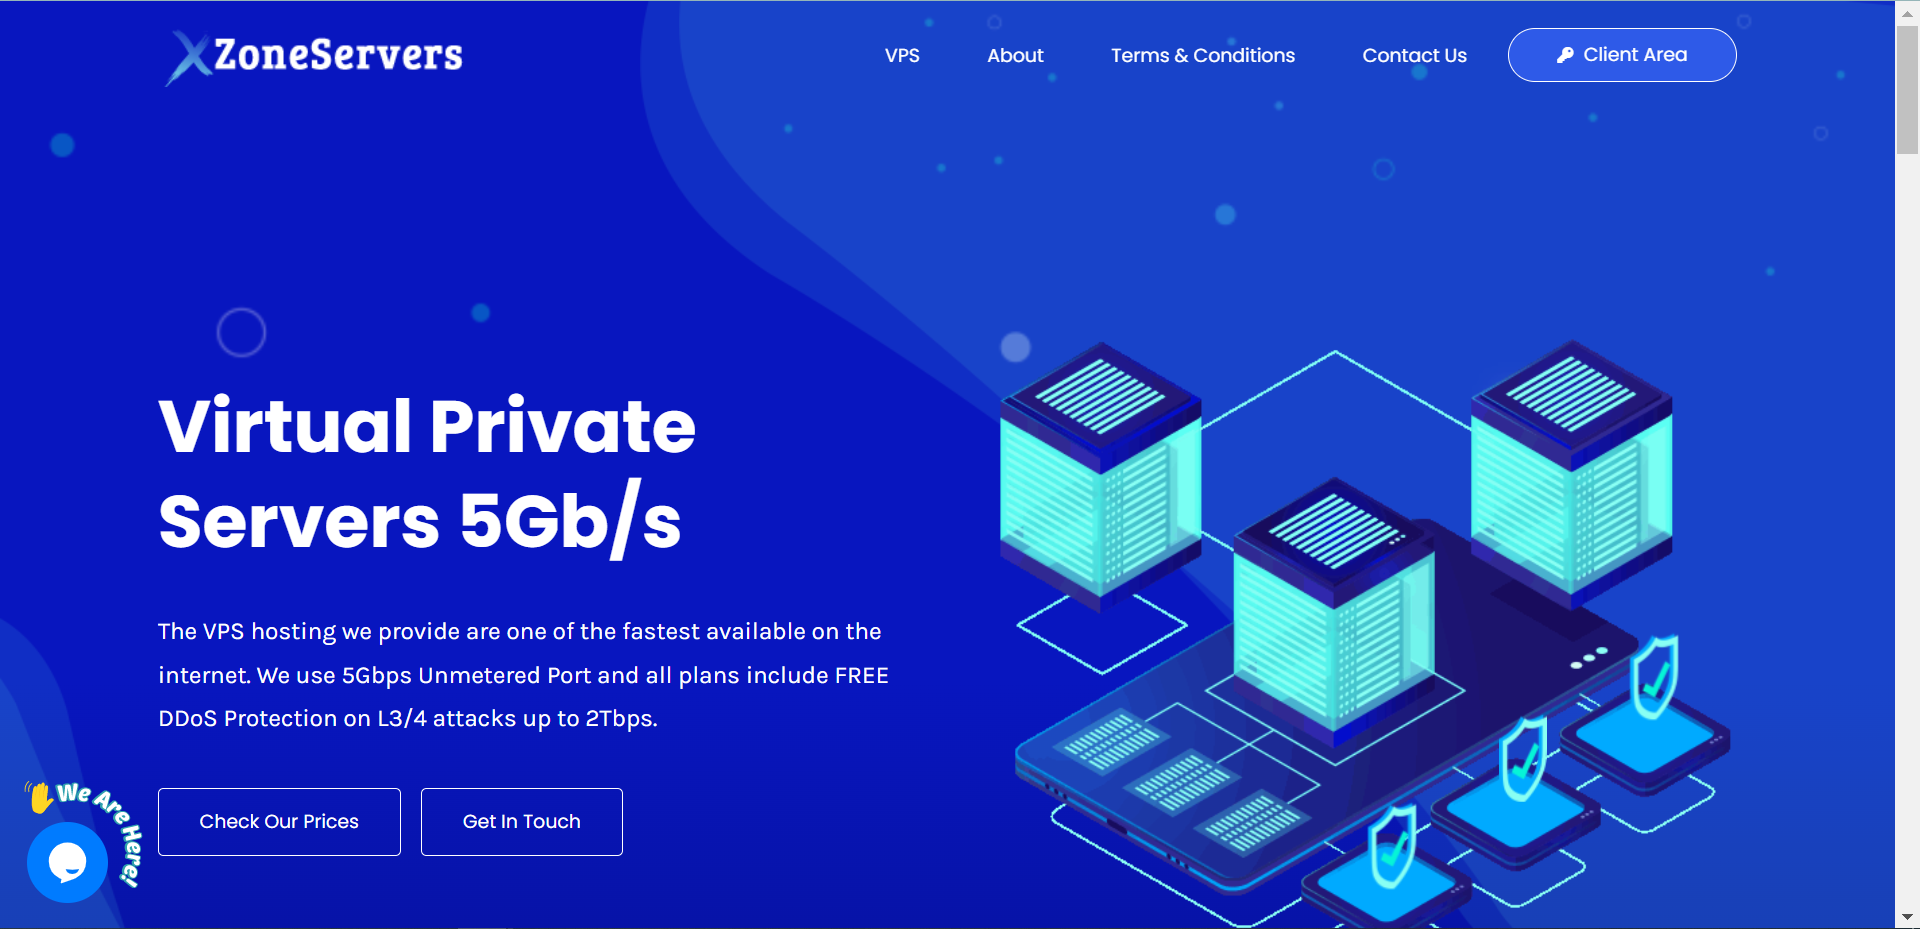 XZoneServers
VPS
About
Terms & Conditions
Contact Us
Client Area
Virtual Private
Servers 5Gb/s
The VPS hosting we provide are one of the fastest available on the
internet. We use 5Gbps Unmetered Port and all plans include FREE
DDoS Protection on L3/4 attacks up to 2Tbps.
Check Our Prices
Get In Touch
We Are Here!